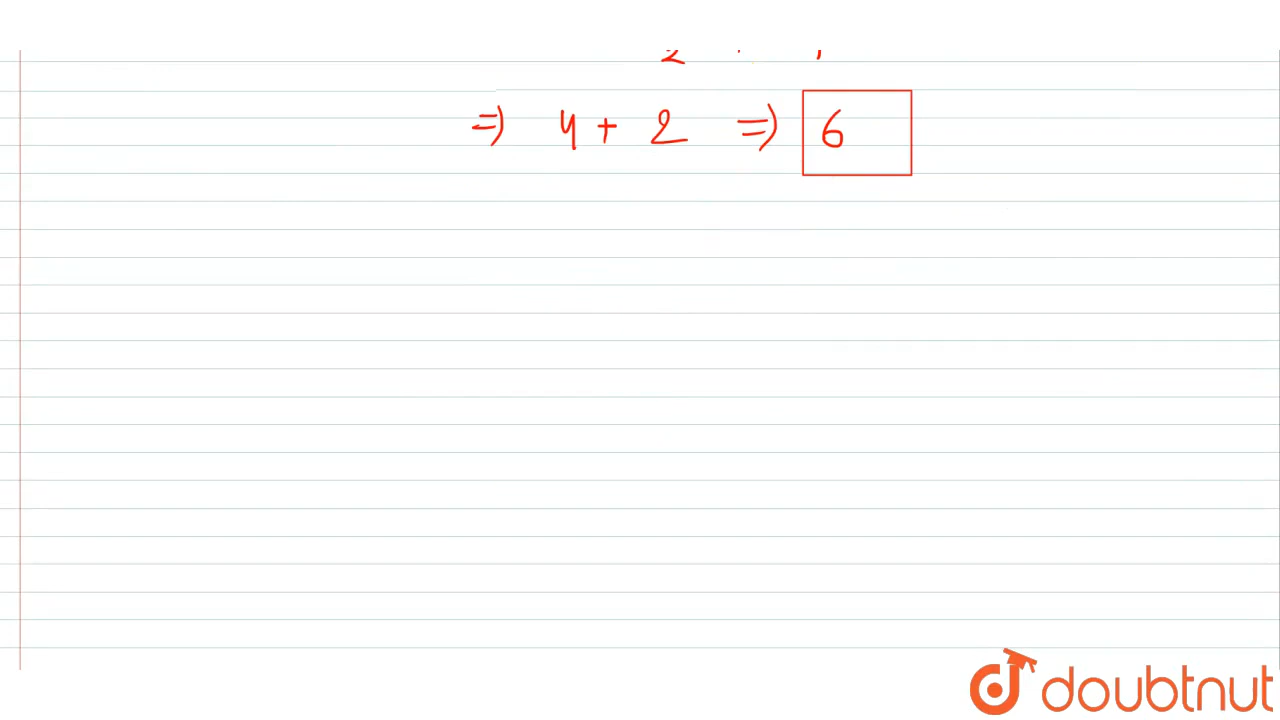 ⇒ 4 + 2 ⇒ 6
doubtnut